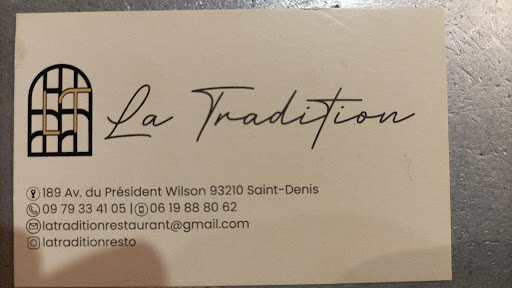 LT
La Tradition
189 Av. du Président Wilson 93210 Saint-Denis
09 79 33 41 05 | 06 19 88 80 62
latraditionrestaurant@gmail.com
latraditionresto